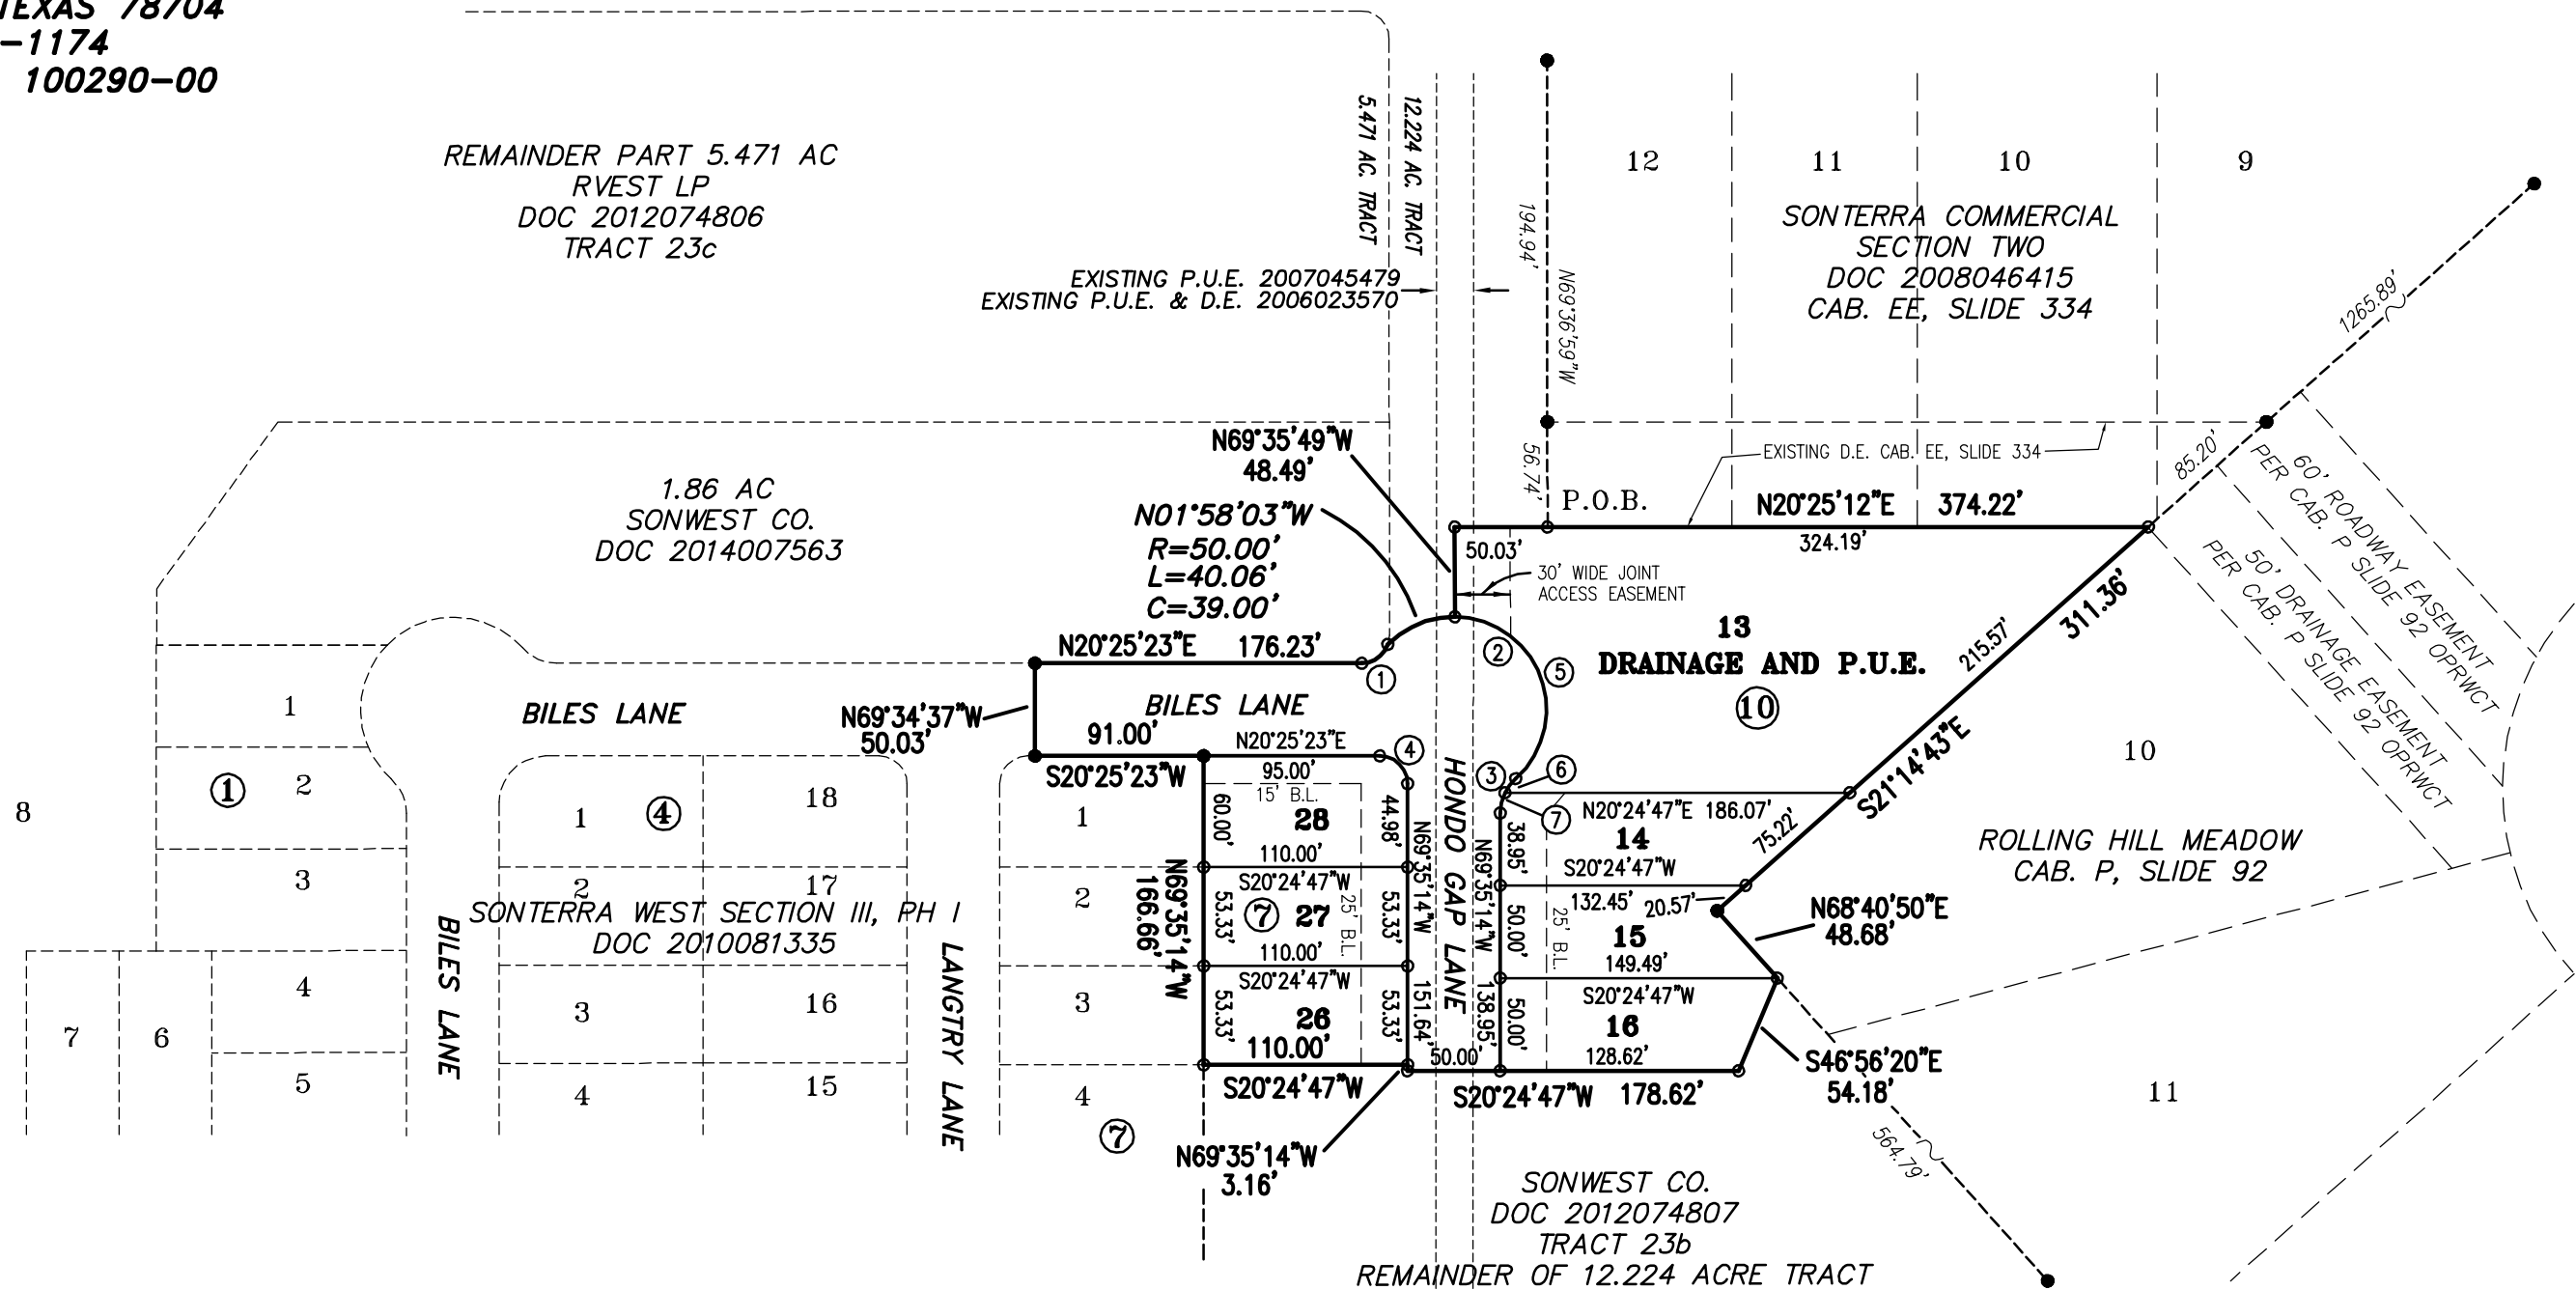 TEXAS 78704
-1174
100290-00
REMAINDER PART 5.471 AC
RVEST LP
DOC 2012074806
TRACT 23c
5.471 AC. TRACT
12.224 AC. TRACT
EXISTING P.U.E. 2007045479
EXISTING P.U.E. & D.E. 2006023570
194.94'
N69°36'59"W
56.74'
12
11
10
9
SONTERRA COMMERCIAL
SECTION TWO
DOC 2008046415
CAB. EE, SLIDE 334
1265.89'
85.20'
60' ROADWAY EASEMENT
PER CAB. P SLIDE 92 OPRWCT
50' DRAINAGE EASEMENT
PER CAB. P SLIDE 92 OPRWCT
EXISTING D.E. CAB. EE, SLIDE 334
P.O.B.
N20°25'12"E 374.22'
324.19'
50.03'
30' WIDE JOINT
ACCESS EASEMENT
N69°35'49"W
48.49'
N01°58'03"W
R=50.00'
L=40.06'
C=39.00'
1.86 AC
SONWEST CO.
DOC 2014007563
N20°25'23"E 176.23'
1
2
5
13
DRAINAGE AND P.U.E.
10
215.57'
311.36'
S21°14'43"E
BILES LANE
BILES LANE
N69°34'37"W
50.03'
91.00'
S20°25'23"W
N20°25'23"E
95.00'
15' B.L.
4
3
6
7
HONDO GAP LANE
N20°24'47"E 186.07'
14
S20°24'47"W
75.22'
132.45'
20.57'
15
149.49'
S20°24'47"W
16
128.62'
38.95'
50.00'
50.00'
N69°35'14"W
138.95'
25' B.L.
N68°40'50"E
48.68'
S46°56'20"E
54.18'
564.79'
10
ROLLING HILL MEADOW
CAB. P, SLIDE 92
11
60.00'
28
44.98'
110.00'
S20°24'47"W
53.33'
7
27
25' B.L.
53.33'
110.00'
S20°24'47"W
53.33'
26
53.33'
110.00'
S20°24'47"W
N69°35'14"W
151.64'
N69°35'14"W
166.66'
50.00'
S20°24'47"W 178.62'
N69°35'14"W
3.16'
SONWEST CO.
DOC 2012074807
TRACT 23b
REMAINDER OF 12.224 ACRE TRACT
8
1
1
2
3
4
5
6
7
BILES LANE
1
4
18
2
17
SONTERRA WEST SECTION III, PH I
DOC 2010081335
3
16
4
15
LANGTRY LANE
1
2
3
4
7